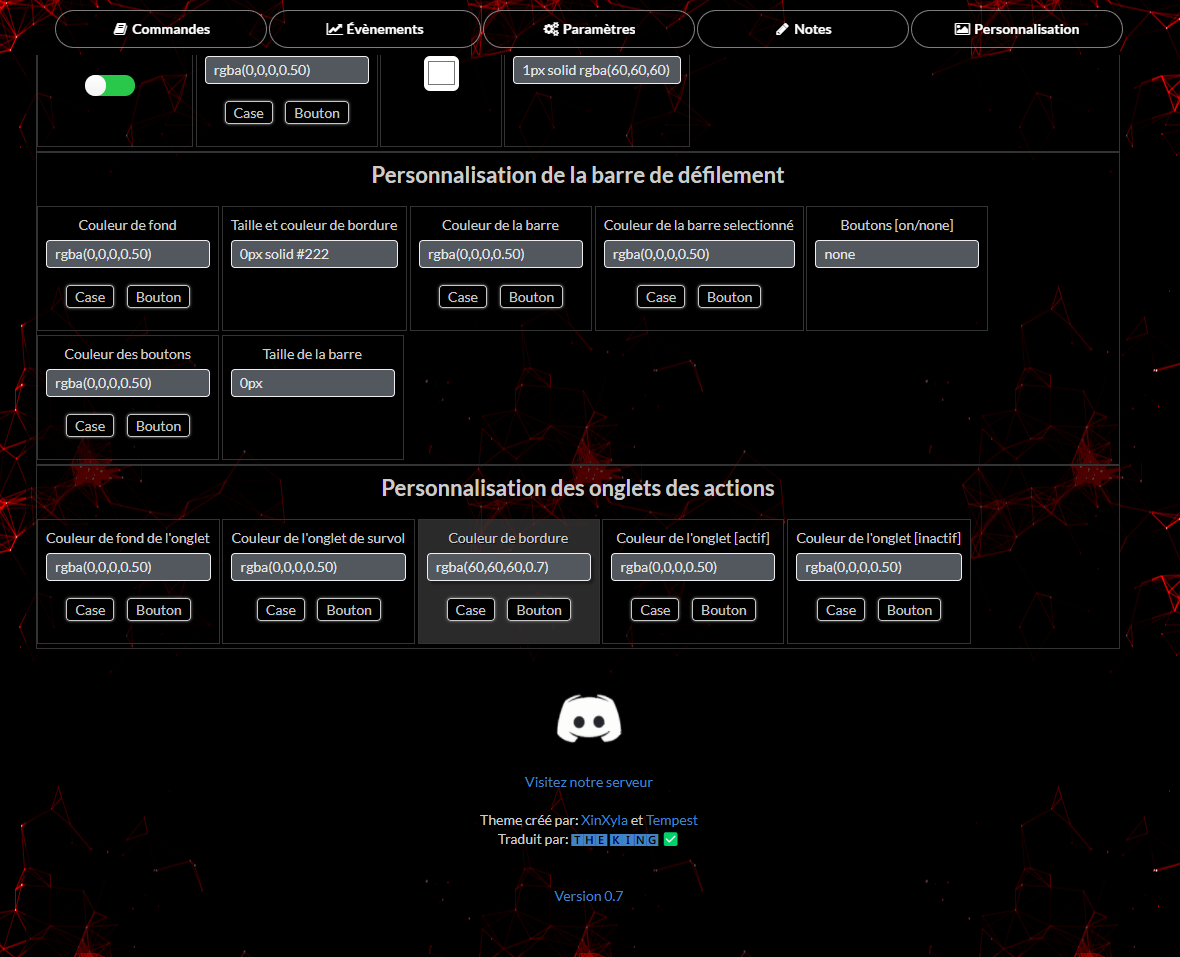 Commandes Évènements Paramètres Notes Personnalisation
rgba(0,0,0,0.50) 1px solid rgba(60,60,60)
Case Bouton
Personnalisation de la barre de défilement
Couleur de fond Taille et couleur de bordure Couleur de la barre Couleur de la barre selectionné Boutons [on/none]
rgba(0,0,0,0.50) 0px solid #222 rgba(0,0,0,0.50) rgba(0,0,0,0.50) none
Case Bouton Case Bouton Case Bouton
Couleur des boutons Taille de la barre
rgba(0,0,0,0.50) 0px
Case Bouton
Personnalisation des onglets des actions
Couleur de fond de l'onglet Couleur de l'onglet de survol Couleur de bordure Couleur de l'onglet [actif] Couleur de l'onglet [inactif]
rgba(0,0,0,0.50) rgba(0,0,0,0.50) rgba(60,60,60,0.7) rgba(0,0,0,0.50) rgba(0,0,0,0.50)
Case Bouton Case Bouton Case Bouton Case Bouton Case Bouton
Visitez notre serveur
Theme créé par: XinXyla et Tempest
Traduit par: THE KING ✅
Version 0.7